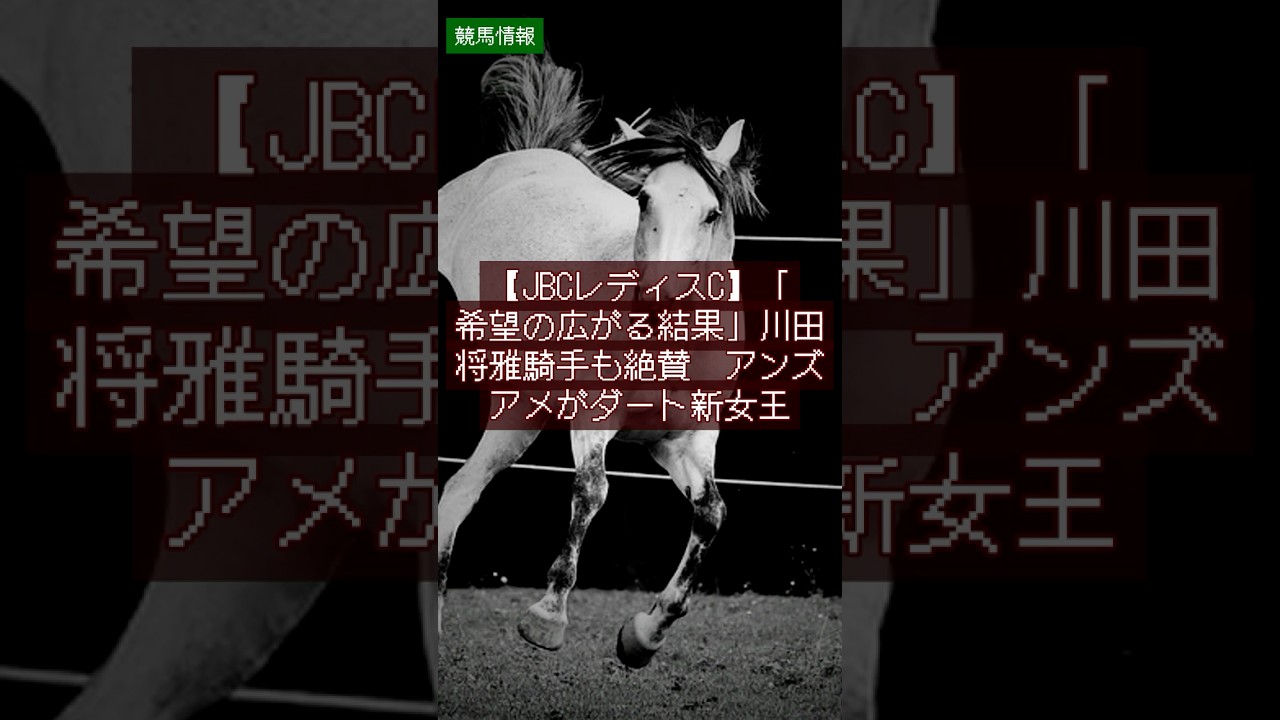 競馬情報
【JBCレディスC】「
希望の広がる結果」川田
将雅騎手も絶賛　アンズ
アメがダート新女王